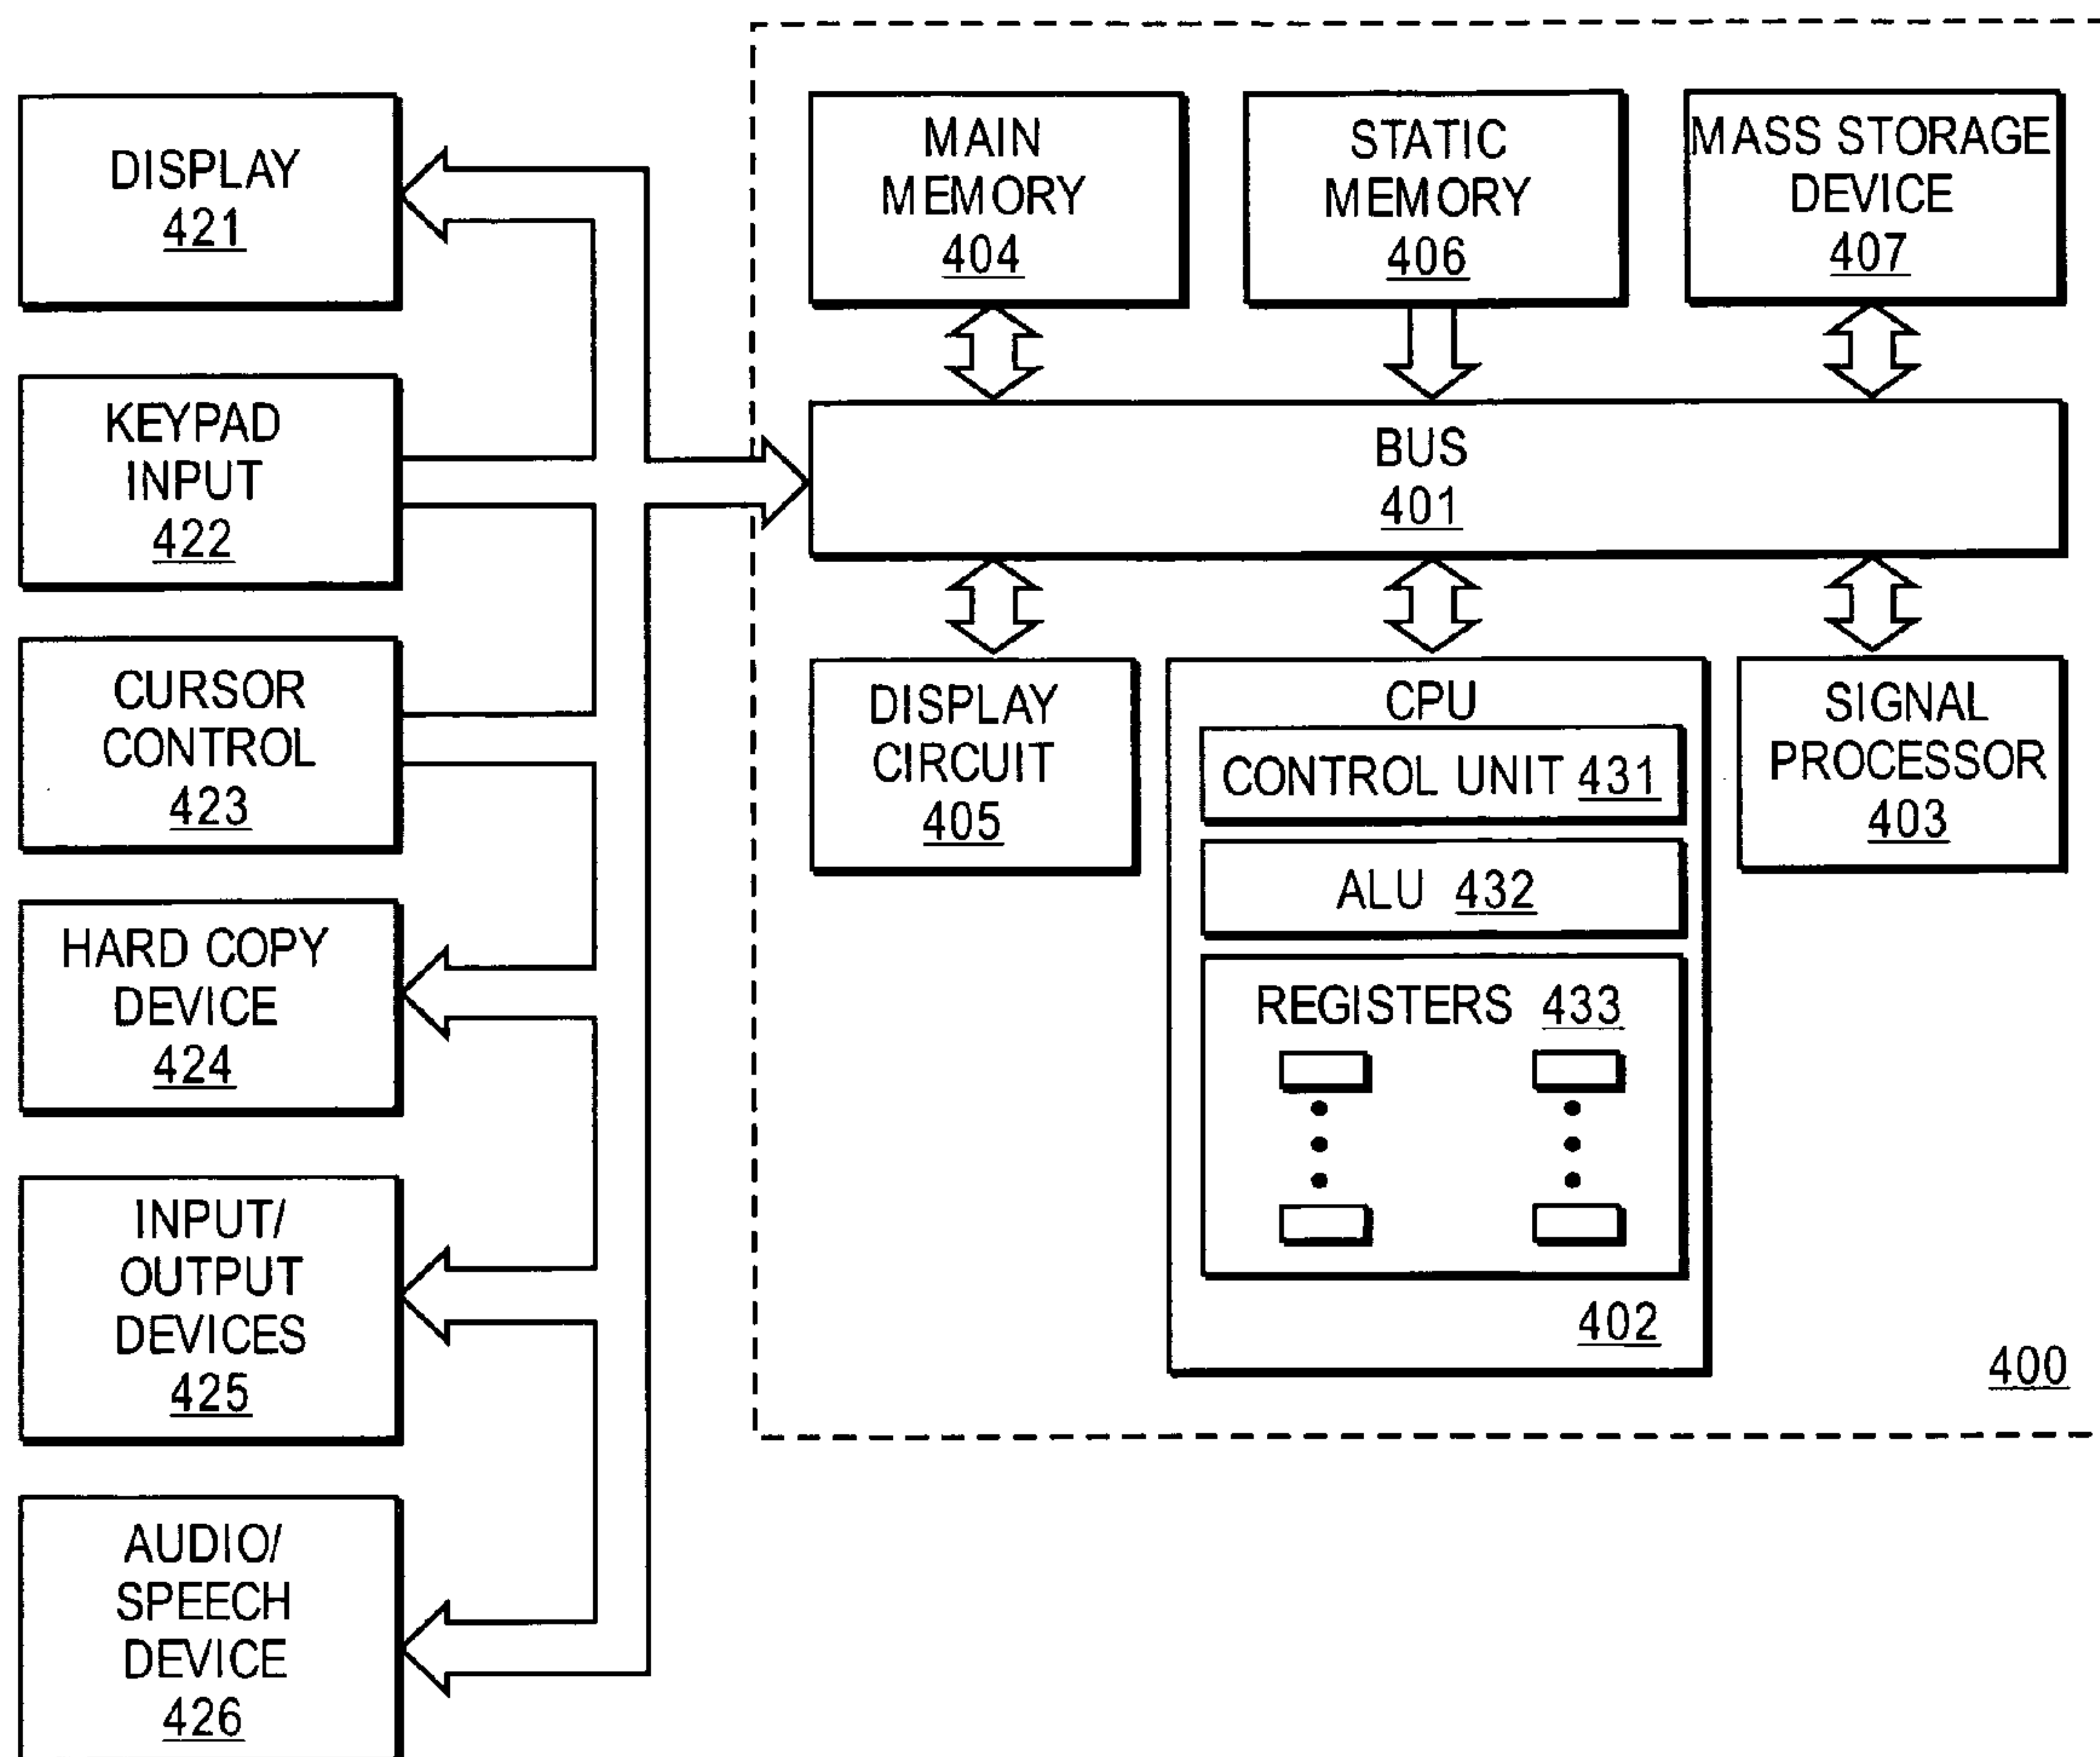 DISPLAY
421
KEYPAD
INPUT
422
CURSOR
CONTROL
423
HARD COPY
DEVICE
424
INPUT/
OUTPUT
DEVICES
425
AUDIO/
SPEECH
DEVICE
426
MAIN
MEMORY
404
STATIC
MEMORY
406
MASS STORAGE
DEVICE
407
BUS
401
DISPLAY
CIRCUIT
405
CPU
CONTROL UNIT 431
ALU 432
REGISTERS 433
402
SIGNAL
PROCESSOR
403
400